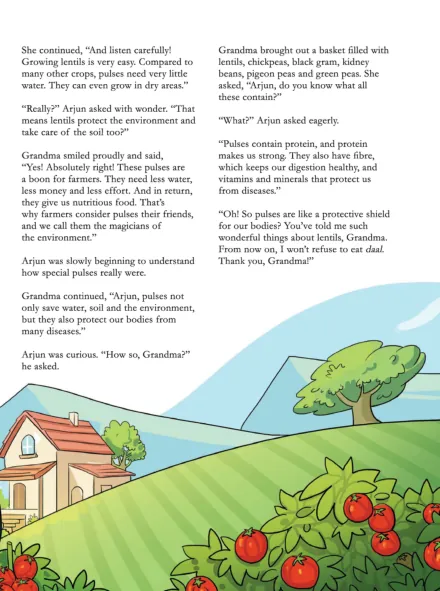 She continued, “And listen carefully!
Growing lentils is very easy. Compared to
many other crops, pulses need very little
water. They can even grow in dry areas.”
“Really?” Arjun asked with wonder. “That
means lentils protect the environment and
take care of the soil too?”
Grandma smiled proudly and said,
“Yes! Absolutely right! These pulses are
a boon for farmers. They need less water,
less money and less effort. And in return,
they give us nutritious food. That’s
why farmers consider pulses their friends,
and we call them the magicians of
the environment.”
Arjun was slowly beginning to understand
how special pulses really were.
Grandma continued, “Arjun, pulses not
only save water, soil and the environment,
but they also protect our bodies from
many diseases.”
Arjun was curious. “How so, Grandma?”
he asked.
Grandma brought out a basket filled with
lentils, chickpeas, black gram, kidney
beans, pigeon peas and green peas. She
asked, “Arjun, do you know what all
these contain?”
“What?” Arjun asked eagerly.
“Pulses contain protein, and protein
makes us strong. They also have fibre,
which keeps our digestion healthy, and
vitamins and minerals that protect us
from diseases.”
“Oh! So pulses are like a protective shield
for our bodies? You’ve told me such
wonderful things about lentils, Grandma.
From now on, I won’t refuse to eat daal.
Thank you, Grandma!”